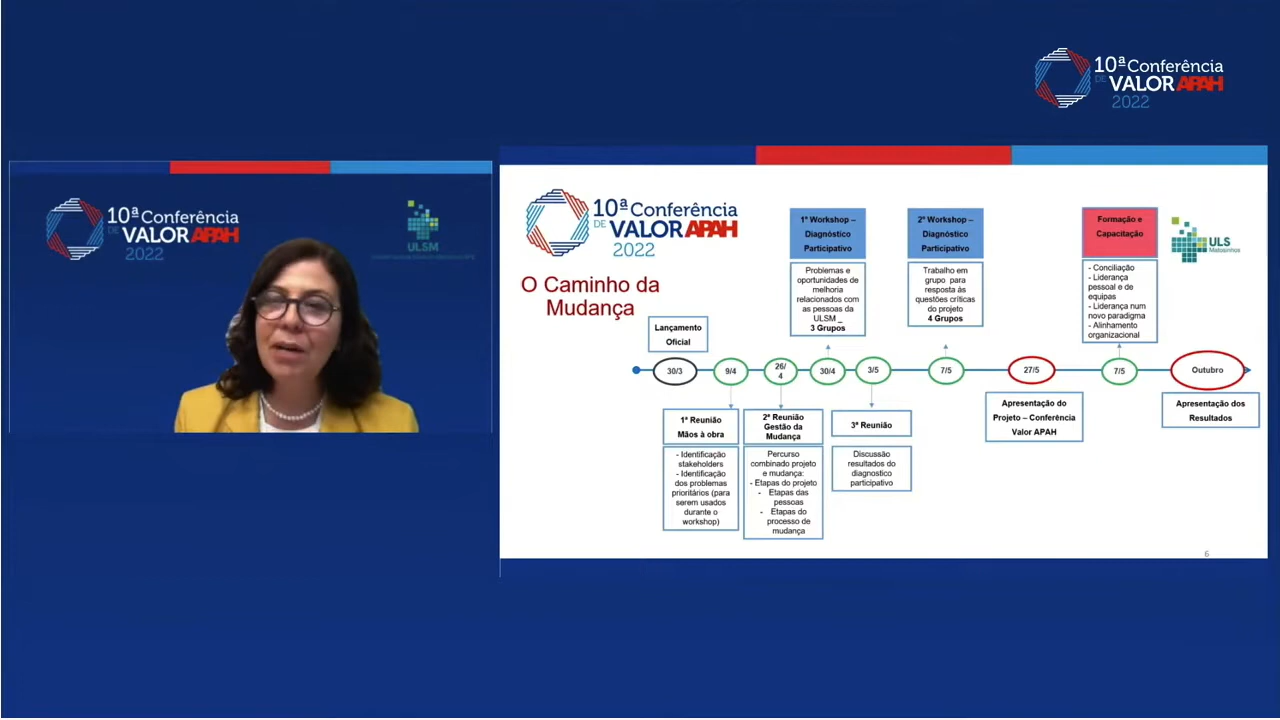 10ª Conferência
DE VALOR APAH
2022
10ª Conferência
DE VALOR APAH
2022
ULSM
10ª Conferência
DE VALOR APAH
2022
O Caminho da
Mudança
1º Workshop –
Diagnóstico
Participativo
Problemas e
oportunidades de
melhoria
relacionados com
as pessoas da
ULSM _
3 Grupos
2º Workshop –
Diagnóstico
Participativo
Trabalho em
grupo para
resposta às
questões críticas
do projeto
4 Grupos
Formação e
Capacitação
- Conciliação
- Liderança
pessoal e de
equipas
- Liderança num
novo paradigma
- Alinhamento
organizacional
ULS
Matosinhos
Lançamento
Oficial
30/3
9/4
26/
4
30/4
3/5
7/5
27/5
7/5
Outubro
1ª Reunião
Mãos à obra
- Identificação
stakeholders
- Identificação
dos problemas
prioritários (para
serem usados
durante o
workshop)
2ª Reunião
Gestão da
Mudança
Percurso
combinado projeto
e mudança:
- Etapas do projeto
- Etapas das
pessoas
- Etapas do
processo de
mudança
3ª Reunião
Discussão
resultados do
diagnostico
participativo
Apresentação do
Projeto – Conferência
Valor APAH
Apresentação dos
Resultados
6